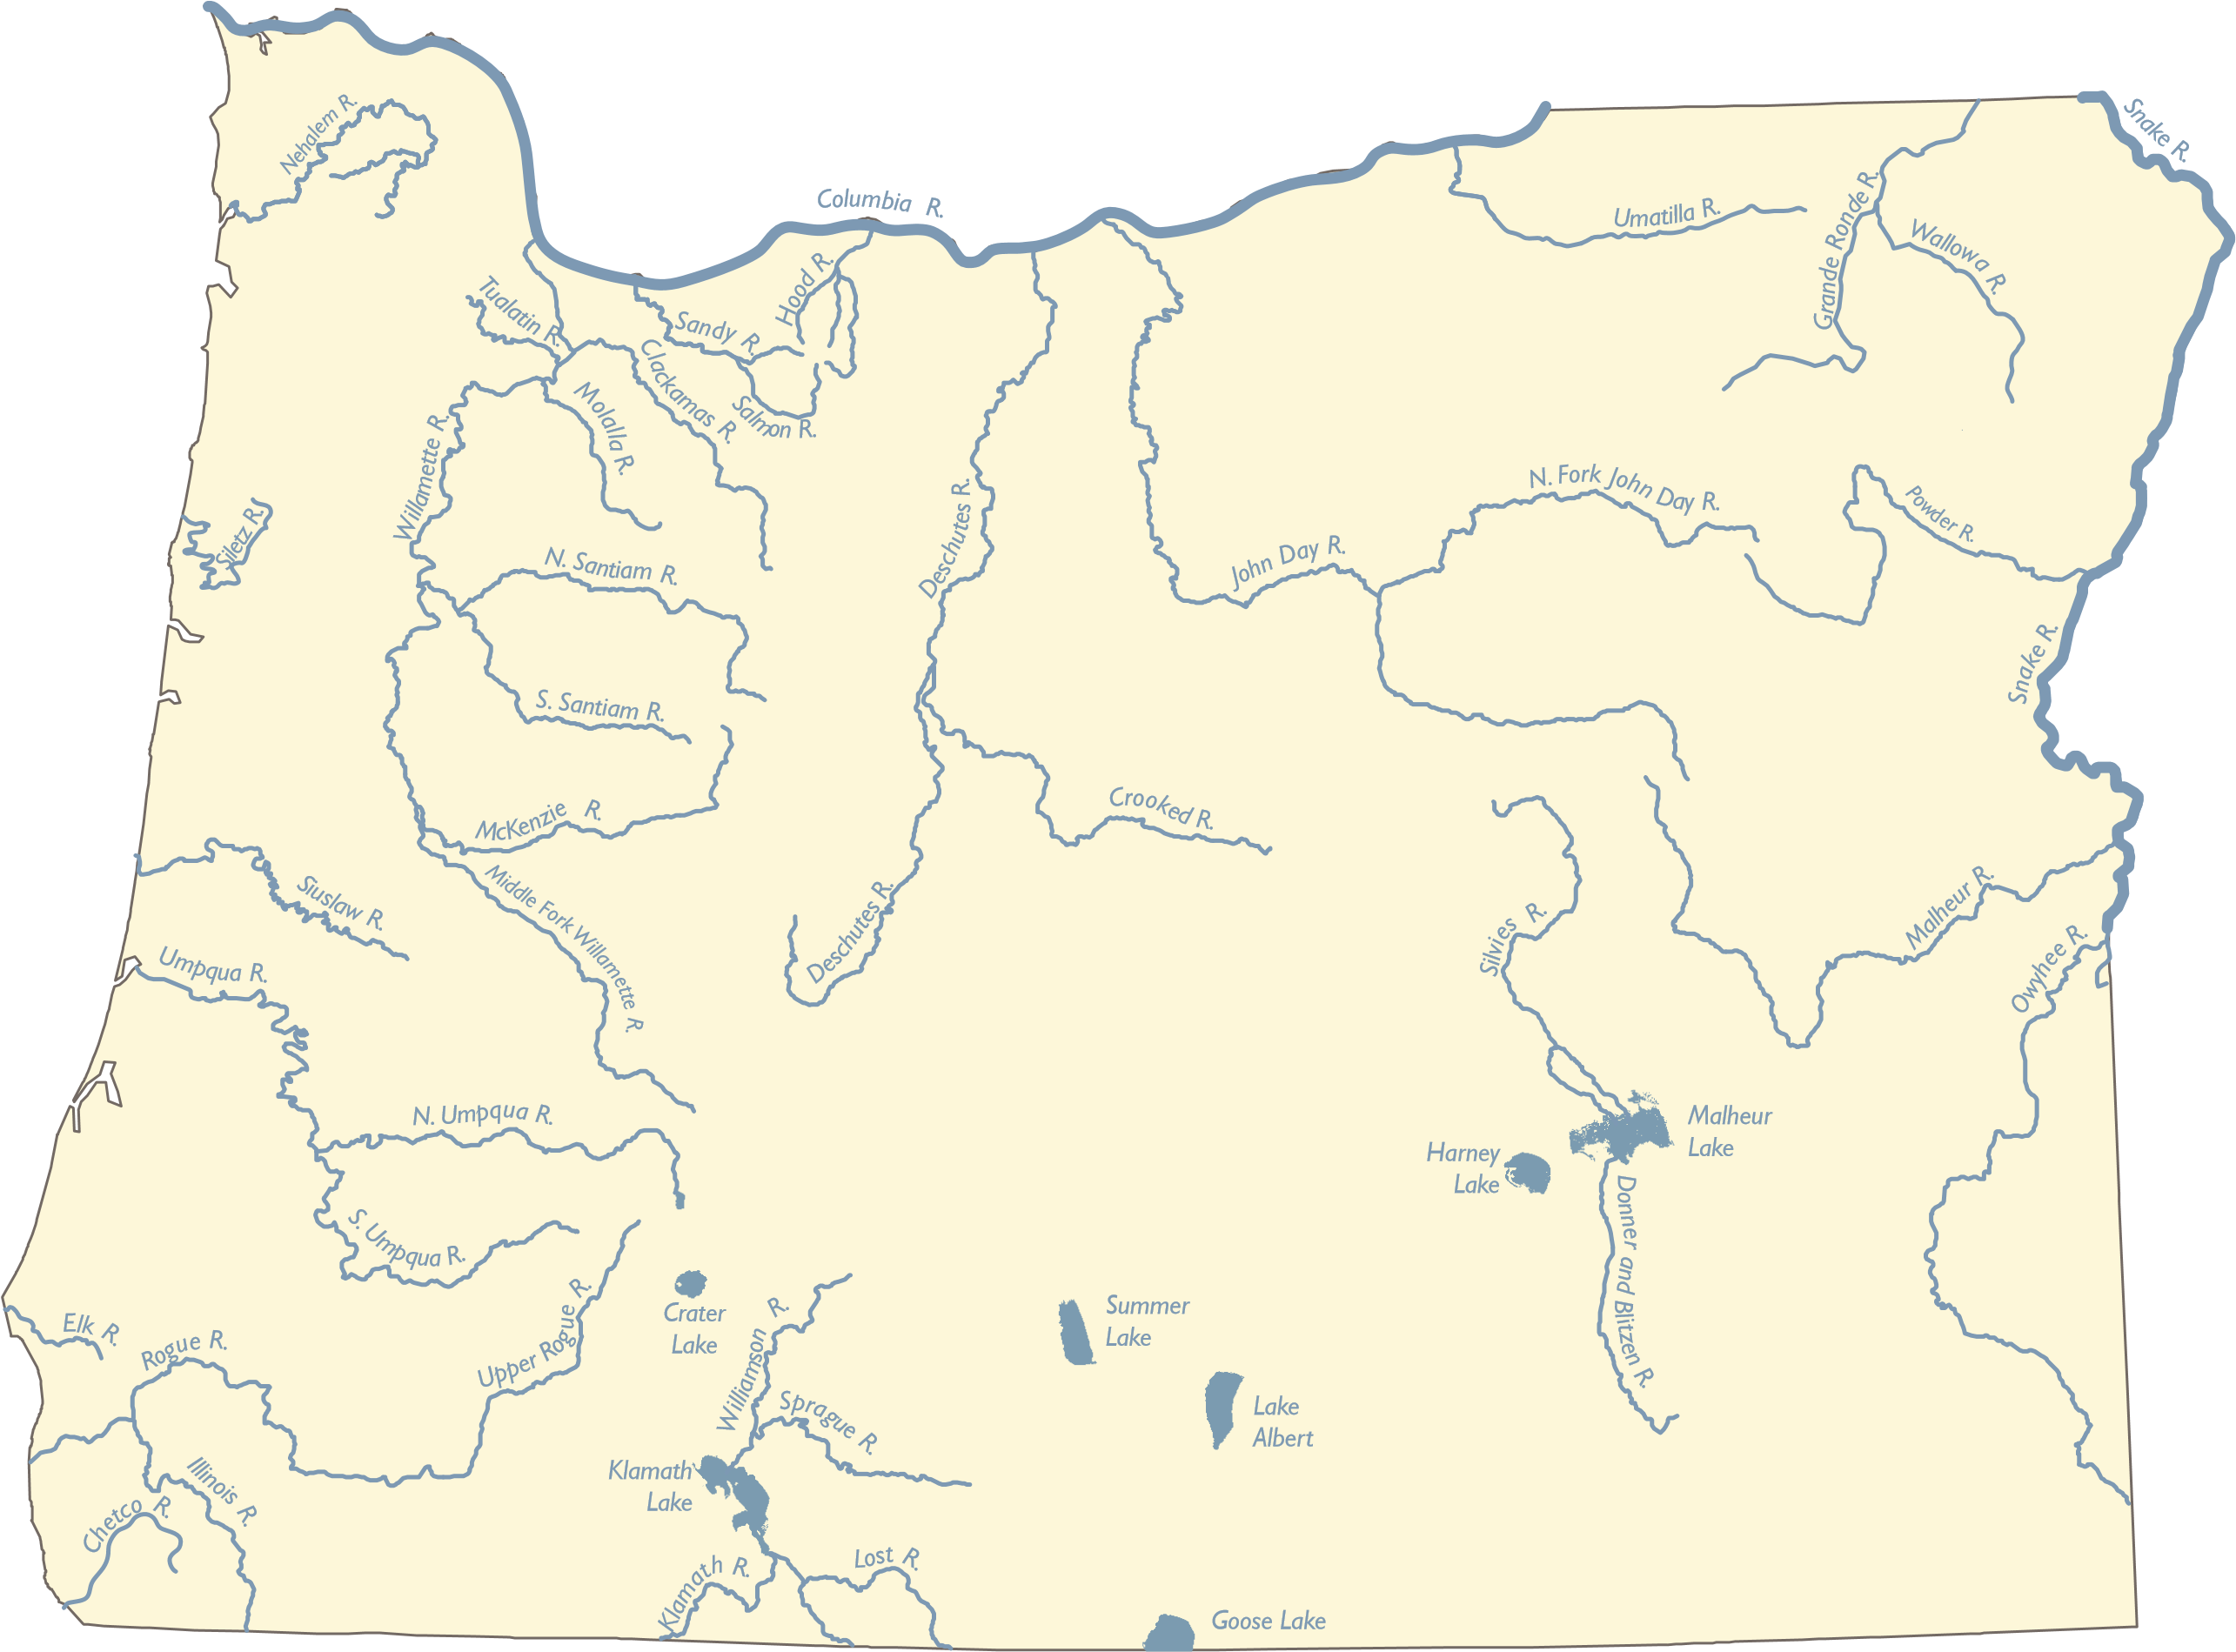 Snake R.
Nehalem R.
Columbia R.
Umatilla R.
Grande Ronde R.
Wallowa R.
Tualatin R.
Sandy R.
Hood R.
Clackamas R.
Salmon R.
Molalla R.
Willamette R.
Deschutes R.
N. Fork John Day R.
Powder R.
Siletz R.
N. Santiam R.
John Day R.
Snake R.
S. Santiam R.
McKenzie R.
Crooked R.
Middle Fork Willamette R.
Siuslaw R.
Deschutes R.
Silvies R.
Malheur R.
Umpqua R.
Owyhee R.
N. Umpqua R.
Malheur
Lake
Harney
Lake
Donner and Blitzen R.
S. Umpqua R.
Crater
Lake
Summer
Lake
Elk R.
Rogue R.
Upper Rogue R.
Williamson R.
Sprague R.
Lake
Albert
Klamath
Lake
Illinois R.
Chetco R.
Klamath R.
Lost R.
Goose Lake